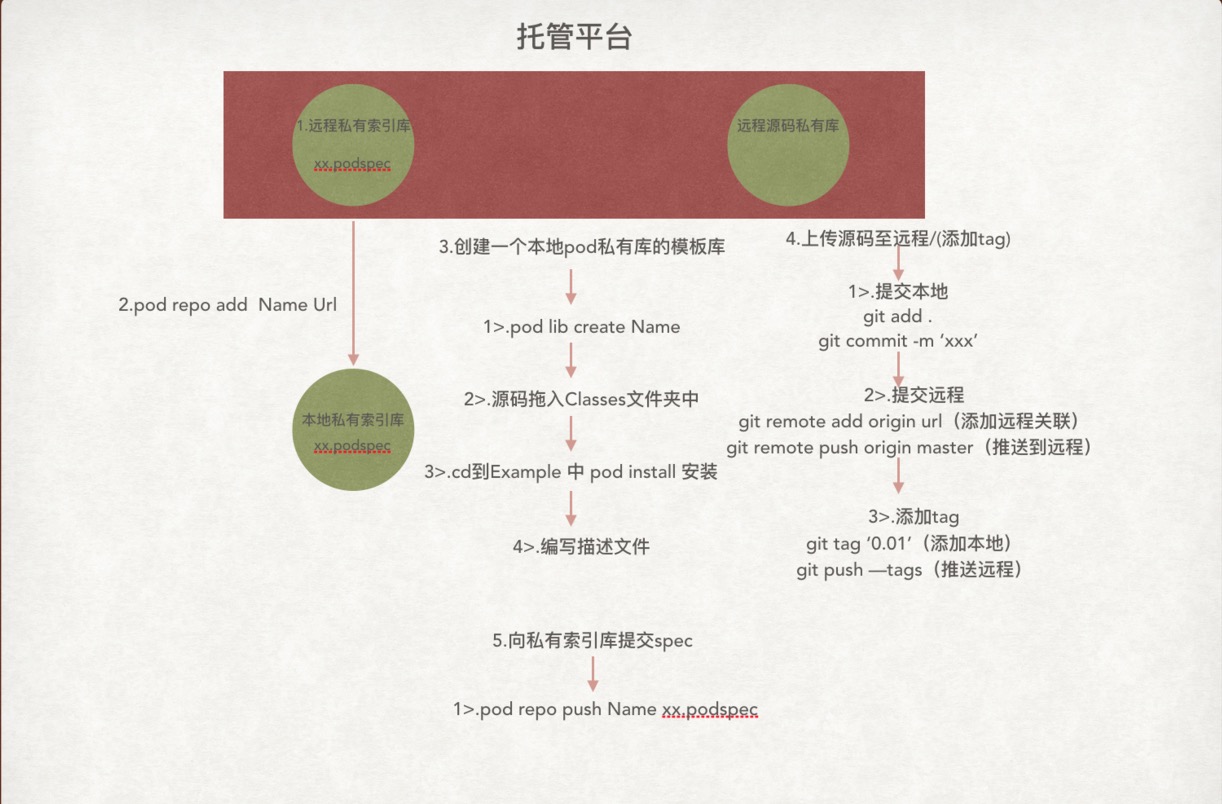 托管平台
1.远程私有索引库
xx.podspec
远程源码私有库
2.pod repo add  Name Url
本地私有索引库
xx.podspec
3.创建一个本地pod私有库的模板库
1>.pod lib create Name
2>.源码拖入Classes文件夹中
3>.cd到Example 中 pod install 安装
4>.编写描述文件
4.上传源码至远程/(添加tag)
1>.提交本地
git add .
git commit -m ‘xxx’
2>.提交远程
git remote add origin url（添加远程关联）
git remote push origin master（推送到远程）
3>.添加tag
git tag ‘0.01’（添加本地）
git push —tags（推送远程）
5.向私有索引库提交spec
1>.pod repo push Name xx.podspec